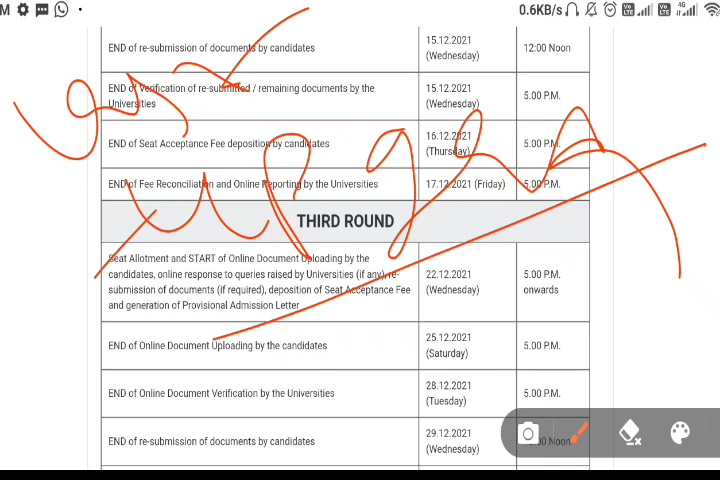 M 0.6KB/s Vo LTE Vo LTE 4G
END of re-submission of documents by candidates 15.12.2021 (Wednesday) 12:00 Noon
END of Verification of re-submitted / remaining documents by the Universities 15.12.2021 (Wednesday) 5.00 P.M.
END of Seat Acceptance Fee deposition by candidates 16.12.2021 (Thursday) 5.00 P.M.
END of Fee Reconciliation and Online Reporting by the Universities 17.12.2021 (Friday) 5.00 P.M.
THIRD ROUND
Seat Allotment and START of Online Document Uploading by the
candidates, online response to queries raised by Universities (if any), re-
submission of documents (if required), deposition of Seat Acceptance Fee
and generation of Provisional Admission Letter
22.12.2021
(Wednesday)
5.00 P.M.
onwards
END of Online Document Uploading by the candidates 25.12.2021 (Saturday) 5.00 P.M.
END of Online Document Verification by the Universities 28.12.2021 (Tuesday) 5.00 P.M.
END of re-submission of documents by candidates 29.12.2021 (Wednesday) Noon